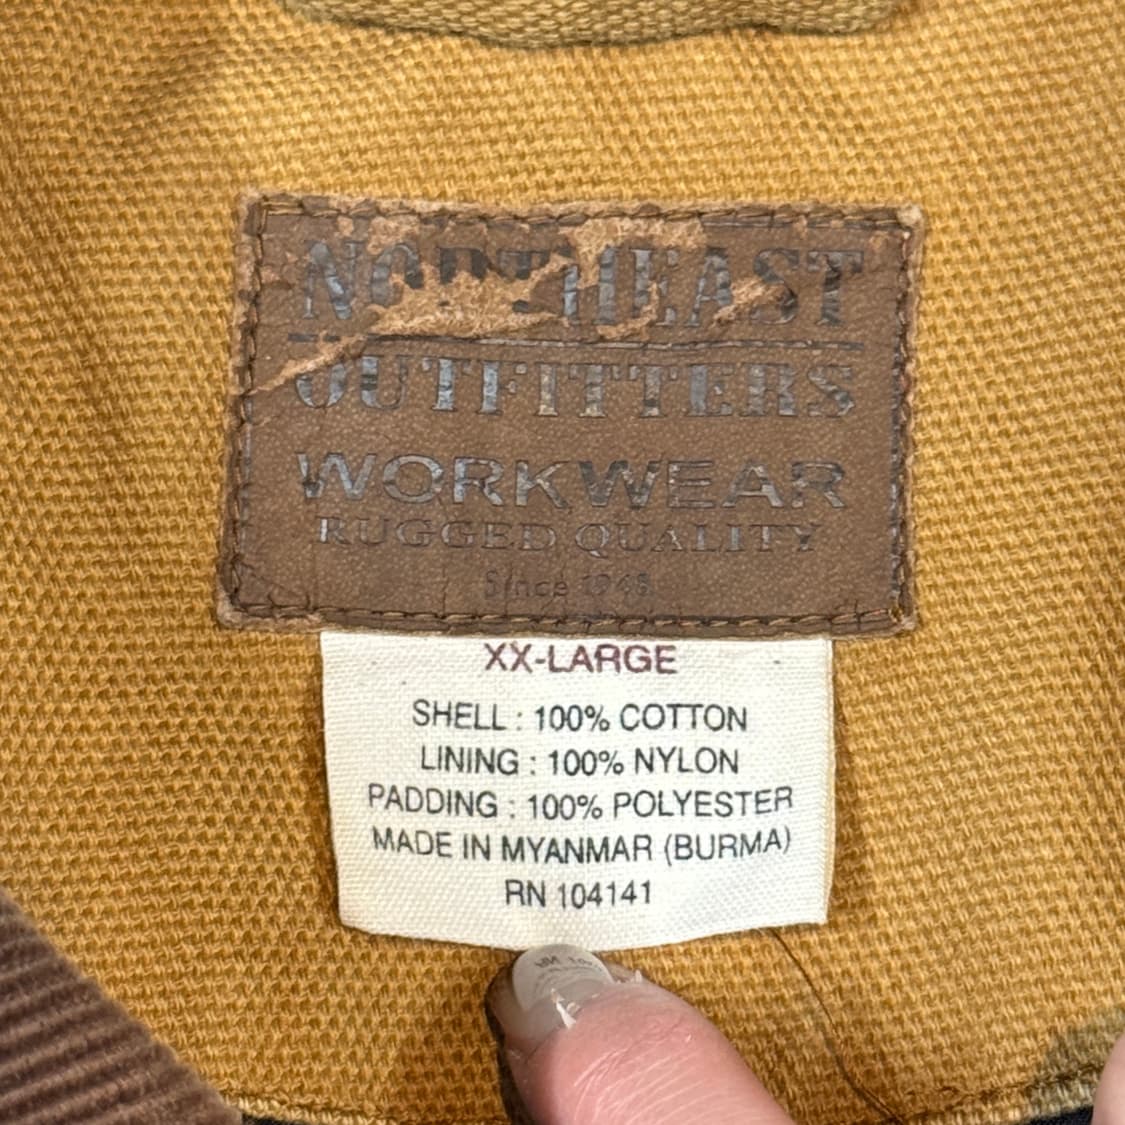 NORTHEAST
OUTFITTERS
WORKWEAR
RUGGED QUALITY
Since 1948
XX-LARGE
SHELL : 100% COTTON
LINING : 100% NYLON
PADDING : 100% POLYESTER
MADE IN MYANMAR (BURMA)
RN 104141